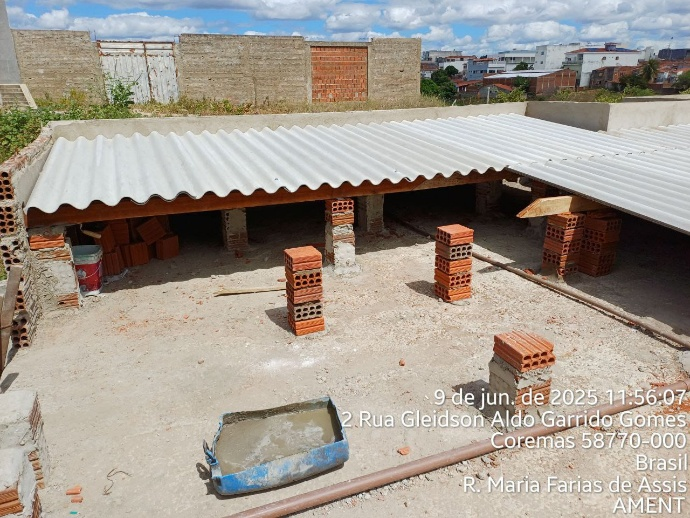 9 de jun. de 2025 11:56:07
2 Rua Gleidson Aldo Garrido Gomes
Coremas 58770-000
Brasil
R. Maria Farias de Assis
AMENT